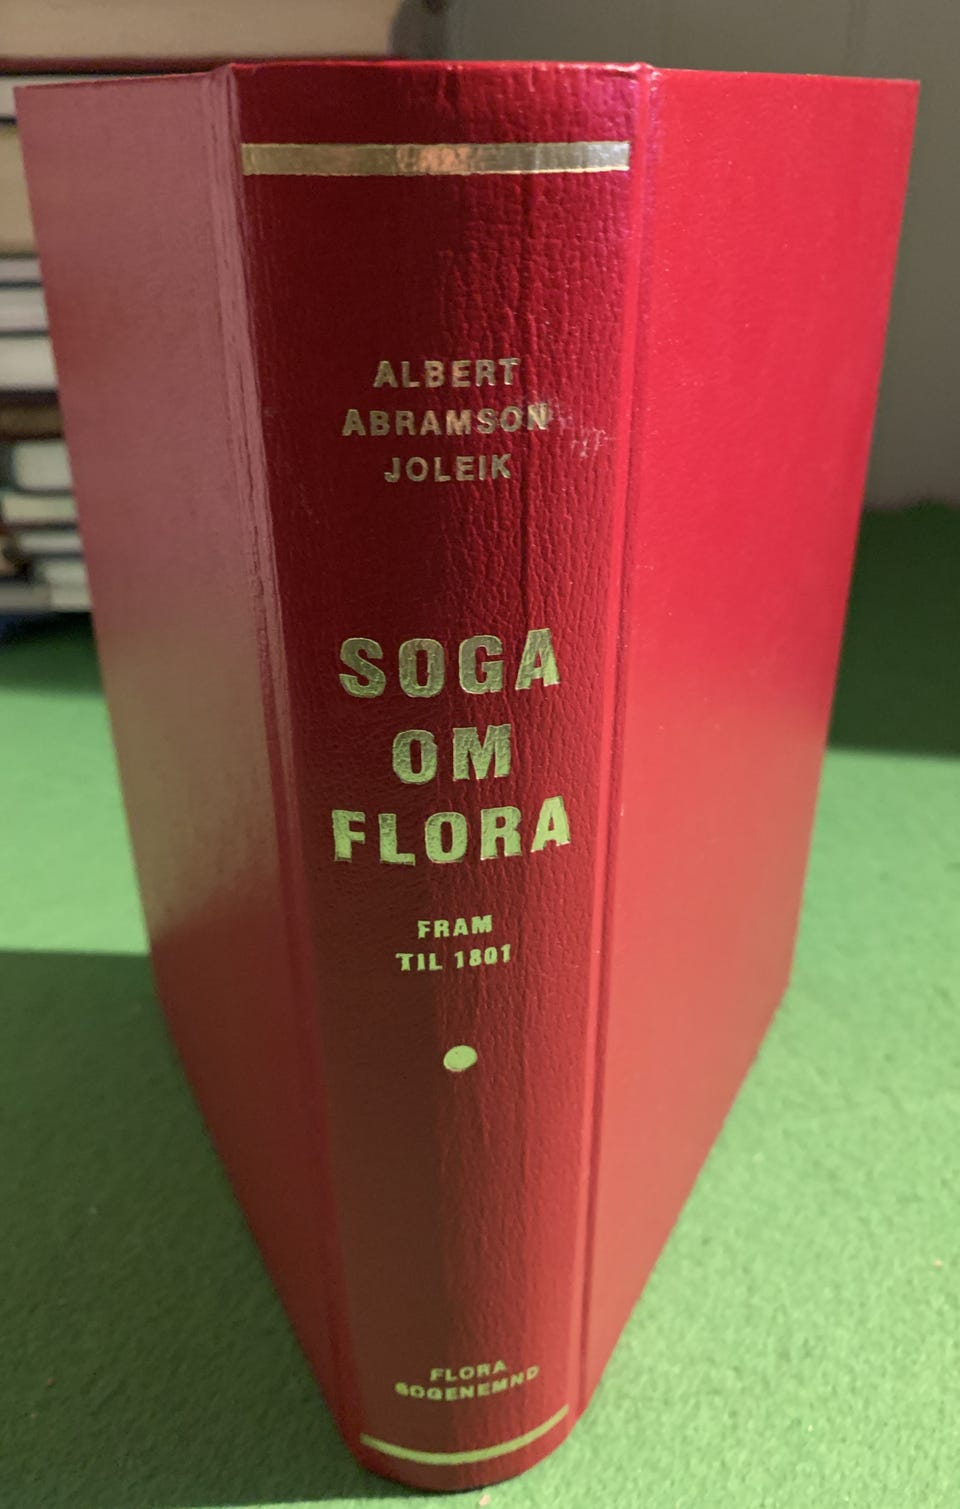 ALBERT
ABRAMSON
JOLEIK
SOGA
OM
FLORA
FRAM
TIL 1801
FLORA
SOGENEMND